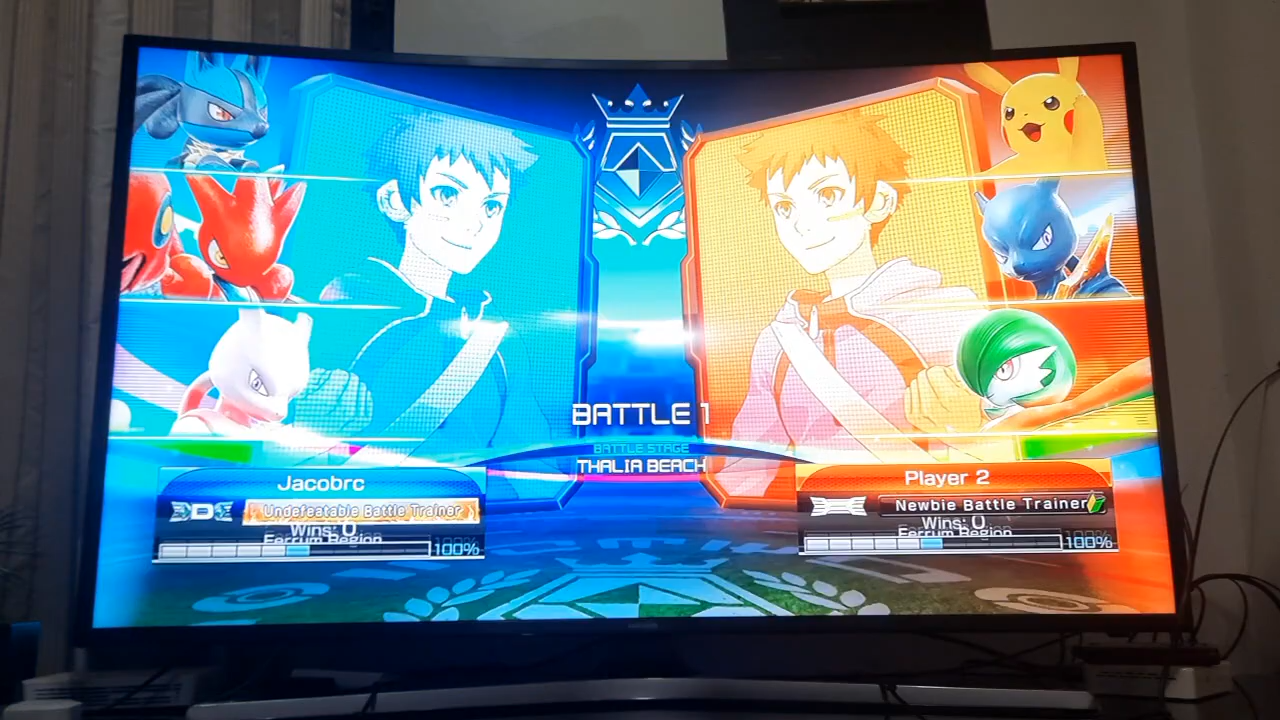 BATTLE 1
BATTLE STAGE
THALIA BEACH
Jacobrc
Undefeatable Battle Trainer
Wins: 0
Ferrum Region
100%
Player 2
Newbie Battle Trainer
Wins: 0
Ferrum Region
100%